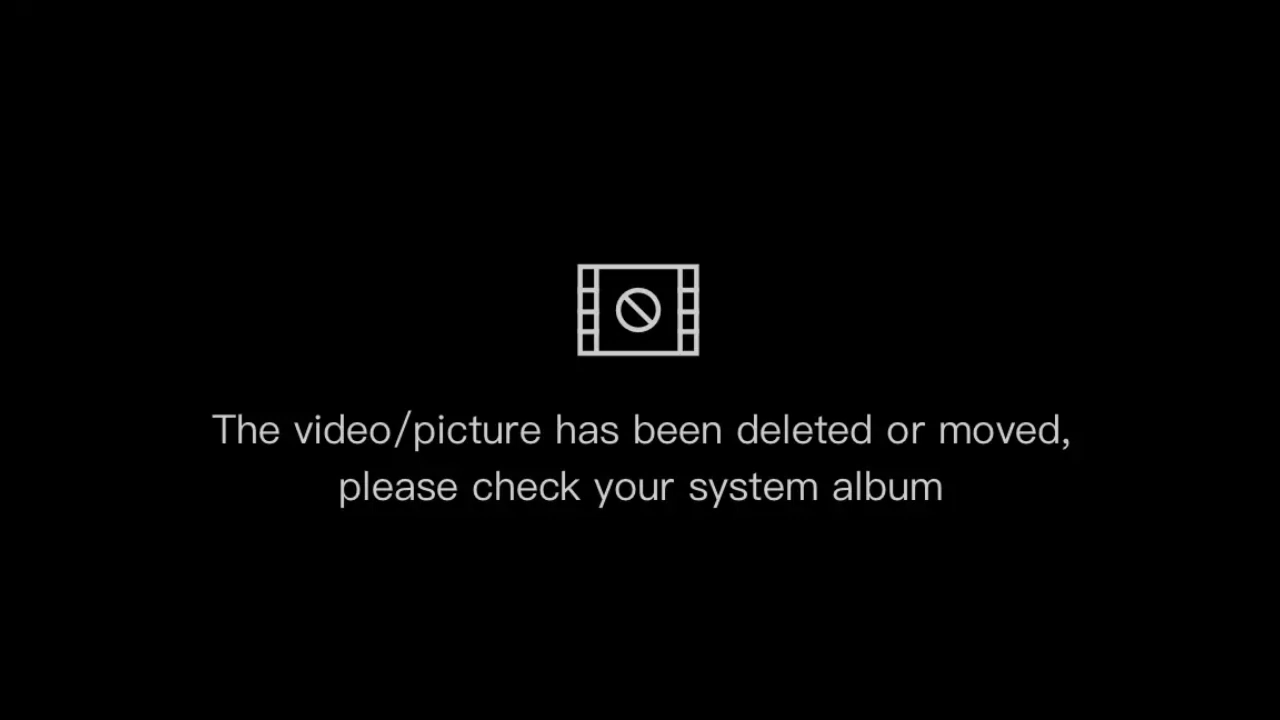 The video/picture has been deleted or moved,
please check your system album